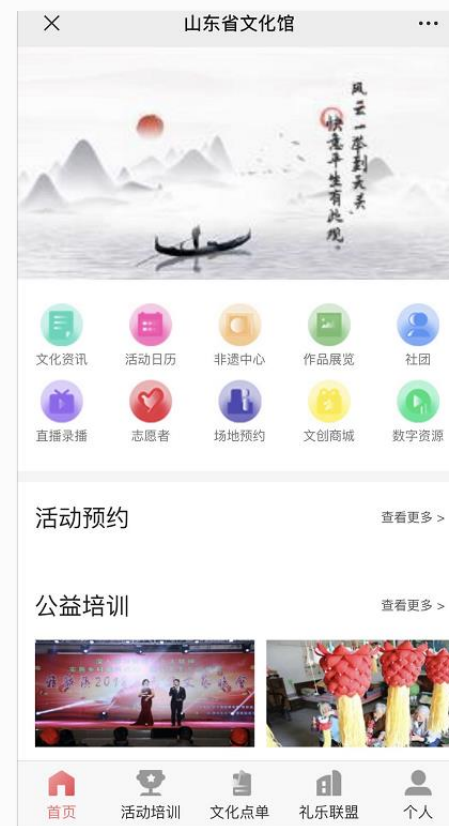 山东省文化馆
风云一举到天关
快意平生有此观。
文化资讯
活动日历
非遗中心
作品展览
社团
直播录播
志愿者
场地预约
文创商城
数字资源
活动预约
查看更多 >
公益培训
查看更多 >
首页
活动培训
文化点单
礼乐联盟
个人